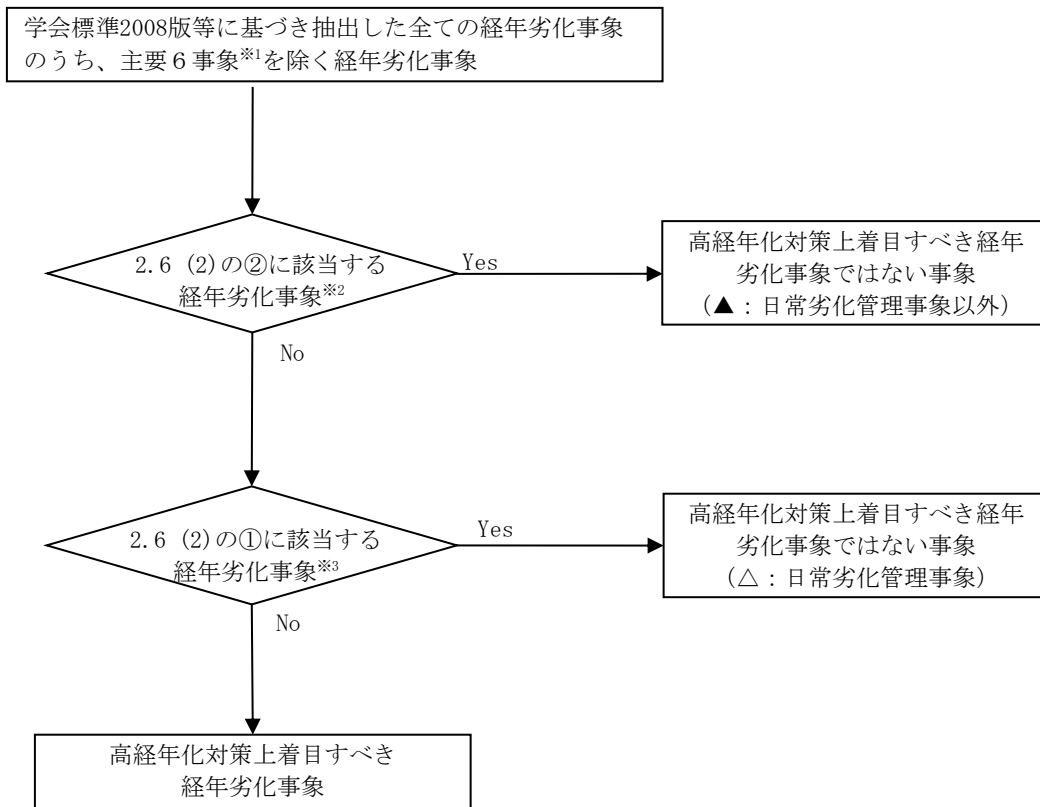 学会標準2008版等に基づき抽出した全ての経年劣化事象
のうち、主要６事象※1を除く経年劣化事象
2.6 (2)の②に該当する
経年劣化事象※2
Yes
高経年化対策上着目すべき経年
劣化事象ではない事象
（▲：日常劣化管理事象以外）
No
2.6 (2)の①に該当する
経年劣化事象※3
Yes
高経年化対策上着目すべき経年
劣化事象ではない事象
（△：日常劣化管理事象）
No
高経年化対策上着目すべき
経年劣化事象